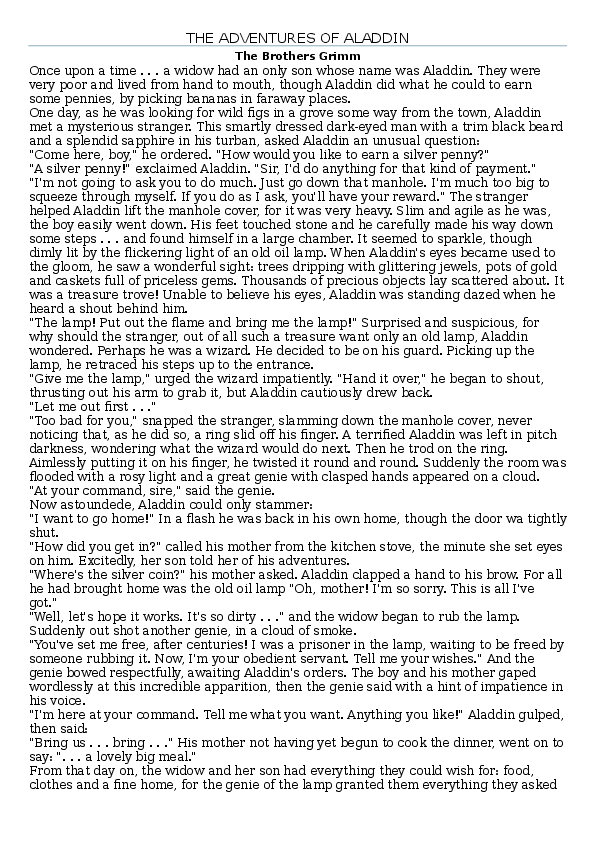 THE ADVENTURES OF ALADDIN
The Brothers Grimm
Once upon a time . . . a widow had an only son whose name was Aladdin. They were
very poor and lived from hand to mouth, though Aladdin did what he could to earn
some pennies, by picking bananas in faraway places.
One day, as he was looking for wild figs in a grove some way from the town, Aladdin
met a mysterious stranger. This smartly dressed dark-eyed man with a trim black beard
and a splendid sapphire in his turban, asked Aladdin an unusual question:
"Come here, boy," he ordered. "How would you like to earn a silver penny?"
"A silver penny!" exclaimed Aladdin. "Sir, I'd do anything for that kind of payment."
"I'm not going to ask you to do much. Just go down that manhole. I'm much too big to
squeeze through myself. If you do as I ask, you'll have your reward." The stranger
helped Aladdin lift the manhole cover, for it was very heavy. Slim and agile as he was,
the boy easily went down. His feet touched stone and he carefully made his way down
some steps . . . and found himself in a large chamber. It seemed to sparkle, though
dimly lit by the flickering light of an old oil lamp. When Aladdin's eyes became used to
the gloom, he saw a wonderful sight: trees dripping with glittering jewels, pots of gold
and caskets full of priceless gems. Thousands of precious objects lay scattered about. It
was a treasure trove! Unable to believe his eyes, Aladdin was standing dazed when he
heard a shout behind him.
"The lamp! Put out the flame and bring me the lamp!" Surprised and suspicious, for
why should the stranger, out of all such a treasure want only an old lamp, Aladdin
wondered. Perhaps he was a wizard. He decided to be on his guard. Picking up the
lamp, he retraced his steps up to the entrance.
"Give me the lamp," urged the wizard impatiently. "Hand it over," he began to shout,
thrusting out his arm to grab it, but Aladdin cautiously drew back.
"Let me out first . . ."
"Too bad for you," snapped the stranger, slamming down the manhole cover, never
noticing that, as he did so, a ring slid off his finger. A terrified Aladdin was left in pitch
darkness, wondering what the wizard would do next. Then he trod on the ring.
Aimlessly putting it on his finger, he twisted it round and round. Suddenly the room was
flooded with a rosy light and a great genie with clasped hands appeared on a cloud.
"At your command, sire," said the genie.
Now astoundede, Aladdin could only stammer:
"I want to go home!" In a flash he was back in his own home, though the door wa tightly
shut.
"How did you get in?" called his mother from the kitchen stove, the minute she set eyes
on him. Excitedly, her son told her of his adventures.
"Where's the silver coin?" his mother asked. Aladdin clapped a hand to his brow. For all
he had brought home was the old oil lamp "Oh, mother! I'm so sorry. This is all I've
got."
"Well, let's hope it works. It's so dirty . . ." and the widow began to rub the lamp.
Suddenly out shot another genie, in a cloud of smoke.
"You've set me free, after centuries! I was a prisoner in the lamp, waiting to be freed by
someone rubbing it. Now, I'm your obedient servant. Tell me your wishes." And the
genie bowed respectfully, awaiting Aladdin's orders. The boy and his mother gaped
wordlessly at this incredible apparition, then the genie said with a hint of impatience in
his voice.
"I'm here at your command. Tell me what you want. Anything you like!" Aladdin gulped,
then said:
"Bring us . . . bring . . ." His mother not having yet begun to cook the dinner, went on to
say: ". . . a lovely big meal."
From that day on, the widow and her son had everything they could wish for: food,
clothes and a fine home, for the genie of the lamp granted them everything they asked